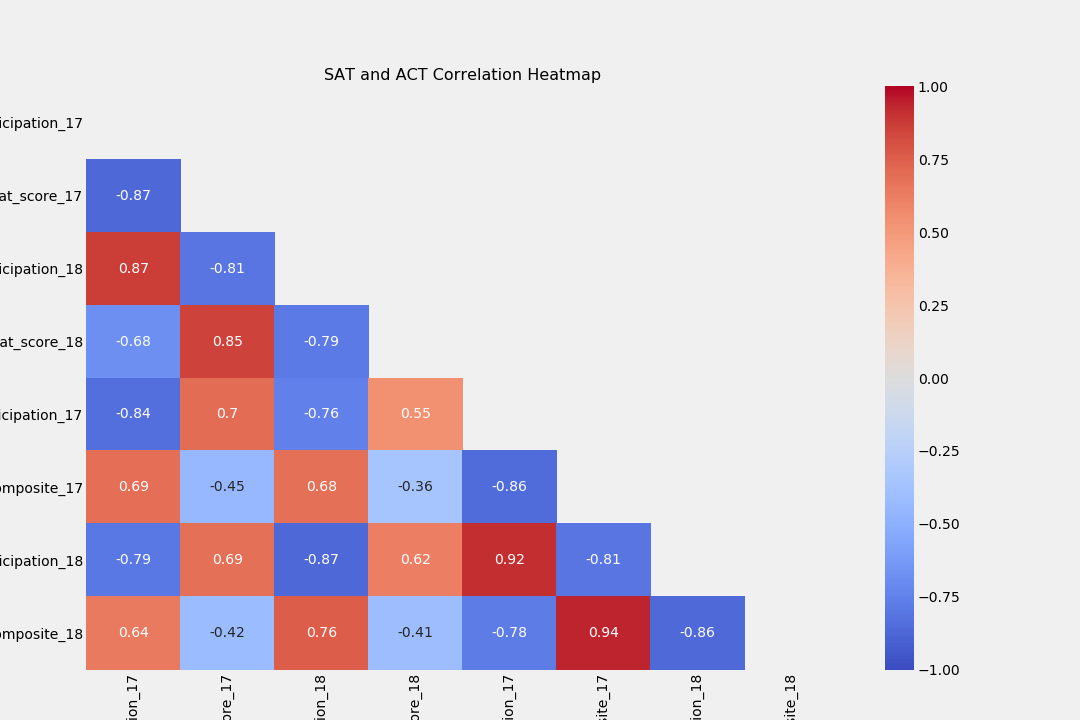 SAT and ACT Correlation Heatmap
1.00
icipation_17
0.75
at_score_17
-0.87
0.50
icipation_18
0.87 -0.81
0.25
at_score_18
-0.68 0.85 -0.79
0.00
icipation_17
-0.84 0.7 -0.76 0.55
−0.25
omposite_17
0.69 -0.45 0.68 -0.36 -0.86
−0.50
icipation_18
-0.79 0.69 -0.87 0.62 0.92 -0.81
−0.75
omposite_18
0.64 -0.42 0.76 -0.41 -0.78 0.94 -0.86
−1.00
ion_17
ore_17
ion_18
ore_18
ion_17
site_17
ion_18
site_18